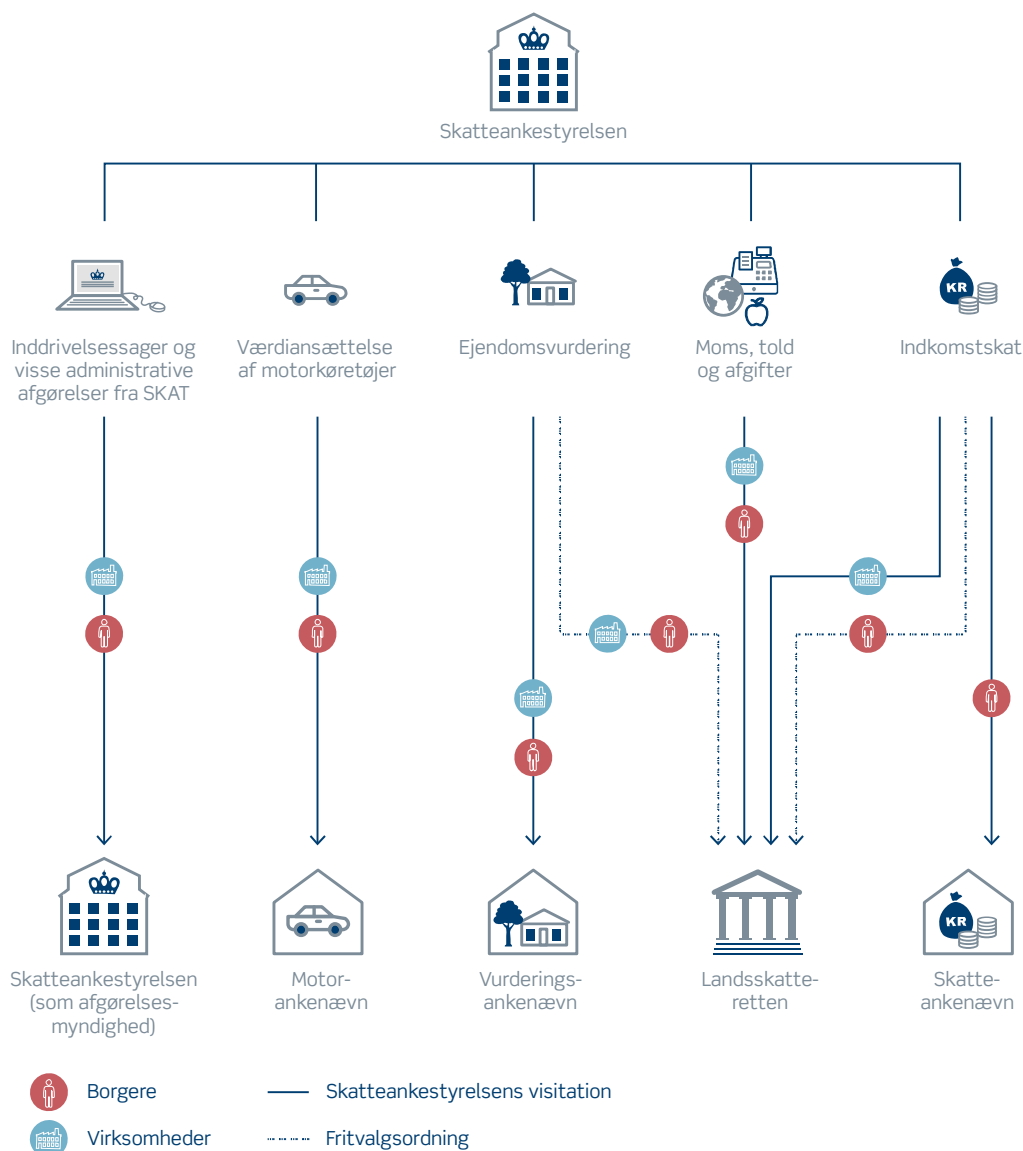 Skatteankestyrelsen
KR
Inddrivelsessager og
visse administrative
afgørelser fra SKAT
Værdiansættelse
af motorkøretøjer
Ejendomsvurdering
Moms, told
og afgifter
Indkomstskat
KR
Skatteankestyrelsen
(som afgørelses-
myndighed)
Motor-
ankenævn
Vurderings-
ankenævn
Landsskatte-
retten
Skatte-
ankenævn
Borgere
Skatteankestyrelsens visitation
Virksomheder
Fritvalgsordning